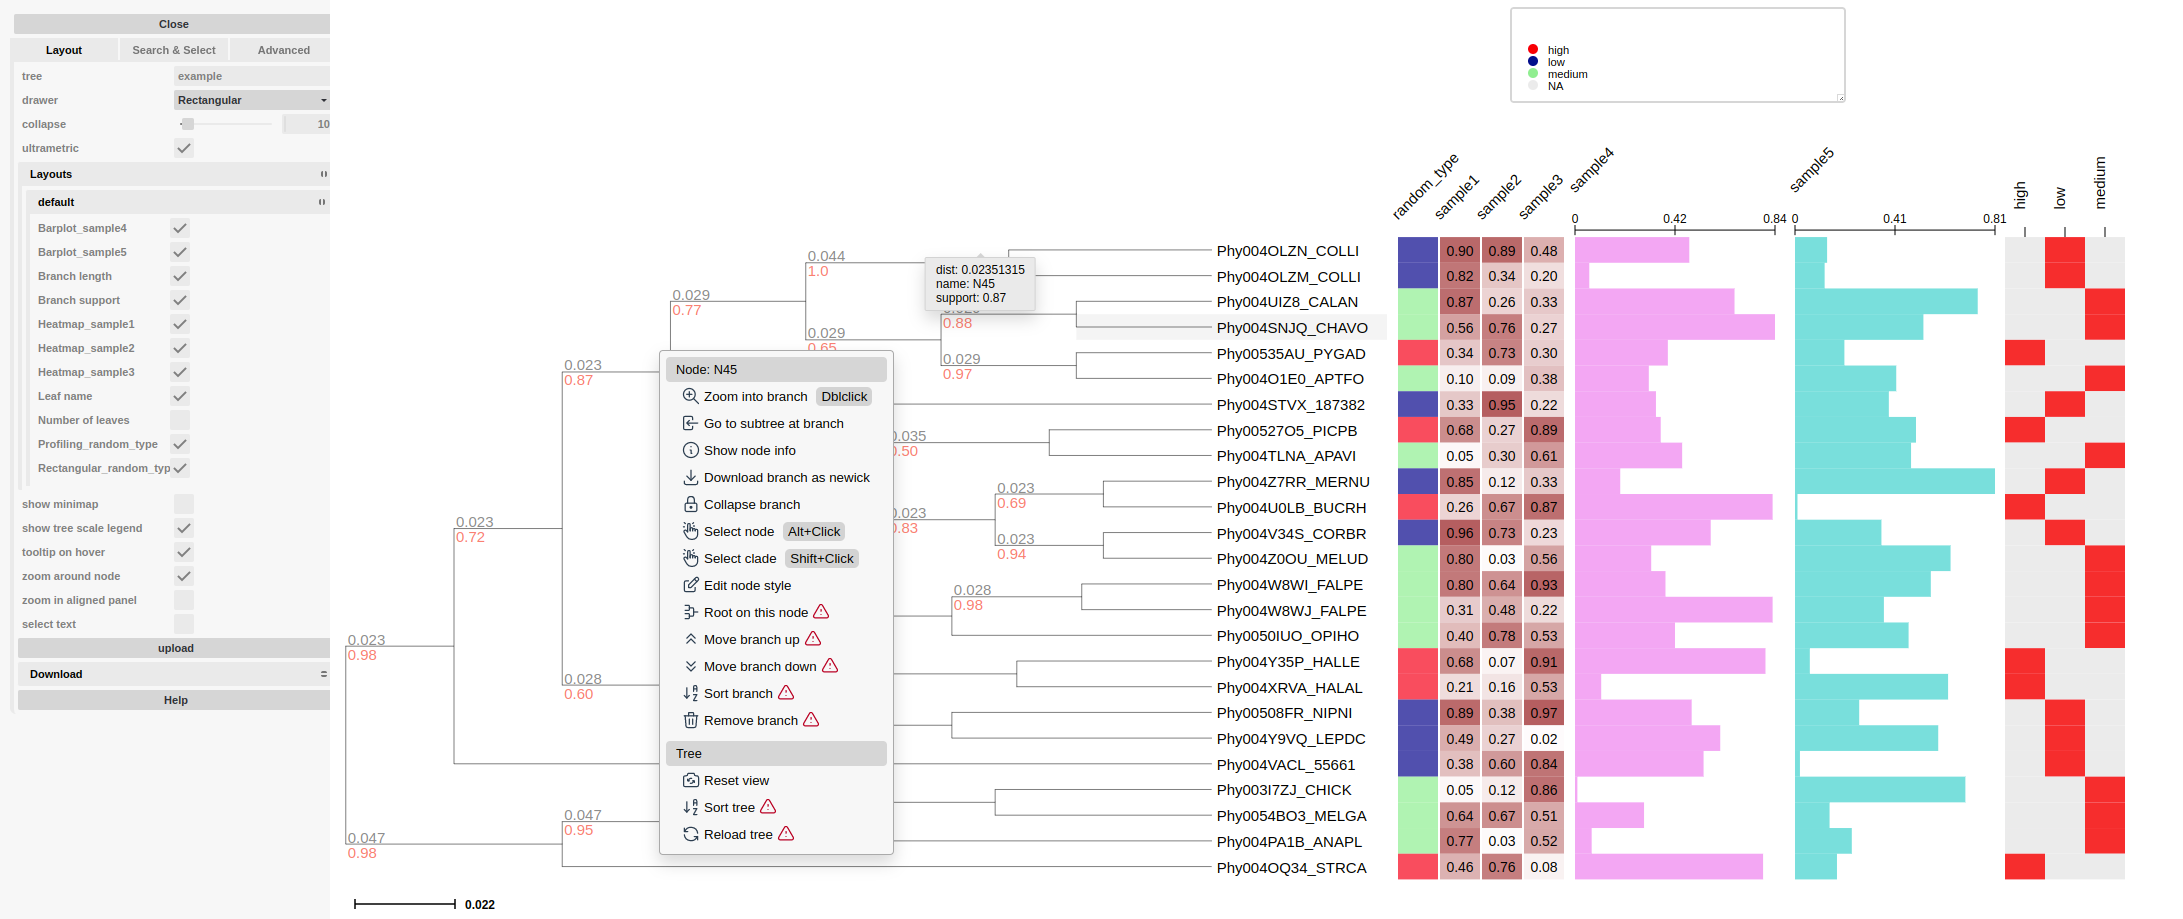 Close
Layout Search & Select Advanced
tree example
drawer Rectangular
collapse 10
ultrametric
Layouts
default
Barplot_sample4
Barplot_sample5
Branch length
Branch support
Heatmap_sample1
Heatmap_sample2
Heatmap_sample3
Leaf name
Number of leaves
Profiling_random_type
Rectangular_random_typ
show minimap
show tree scale legend
tooltip on hover
zoom around node
zoom in aligned panel
select text
upload
Download
Help
high
low
medium
NA
random_type sample1 sample2 sample3 sample4 sample5 high low medium
0 0.42 0.84 0 0.41 0.81
Phy004OLZN_COLLI 0.90 0.89 0.48
Phy004OLZM_COLLI 0.82 0.34 0.20
Phy004UIZ8_CALAN 0.87 0.26 0.33
Phy004SNJQ_CHAVO 0.56 0.76 0.27
Phy00535AU_PYGAD 0.34 0.73 0.30
Phy004O1E0_APTFO 0.10 0.09 0.38
Phy004STVX_187382 0.33 0.95 0.22
Phy00527O5_PICPB 0.68 0.27 0.89
Phy004TLNA_APAVI 0.05 0.30 0.61
Phy004Z7RR_MERNU 0.85 0.12 0.33
Phy004U0LB_BUCRH 0.26 0.67 0.87
Phy004V34S_CORBR 0.96 0.73 0.23
Phy004Z0OU_MELUD 0.80 0.03 0.56
Phy004W8WI_FALPE 0.80 0.64 0.93
Phy004W8WJ_FALPE 0.31 0.48 0.22
Phy0050IUO_OPIHO 0.40 0.78 0.53
Phy004Y35P_HALLE 0.68 0.07 0.91
Phy004XRVA_HALAL 0.21 0.16 0.53
Phy00508FR_NIPNI 0.89 0.38 0.97
Phy004Y9VQ_LEPDC 0.49 0.27 0.02
Phy004VACL_55661 0.38 0.60 0.84
Phy003I7ZJ_CHICK 0.05 0.12 0.86
Phy0054BO3_MELGA 0.64 0.67 0.51
Phy004PA1B_ANAPL 0.77 0.03 0.52
Phy004OQ34_STRCA 0.46 0.76 0.08
0.044
1.0
dist: 0.02351315
name: N45
support: 0.87
0.029
0.77
0.88
0.029
0.65
0.029
0.97
0.023
0.87
0.035
0.50
0.023
0.69
0.023
0.83
0.023
0.94
0.023
0.72
0.028
0.98
0.023
0.98
0.028
0.60
0.047
0.95
0.047
0.98
Node: N45
Zoom into branch Dblclick
Go to subtree at branch
Show node info
Download branch as newick
Collapse branch
Select node Alt+Click
Select clade Shift+Click
Edit node style
Root on this node
Move branch up
Move branch down
Sort branch
Remove branch
Tree
Reset view
Sort tree
Reload tree
0.022